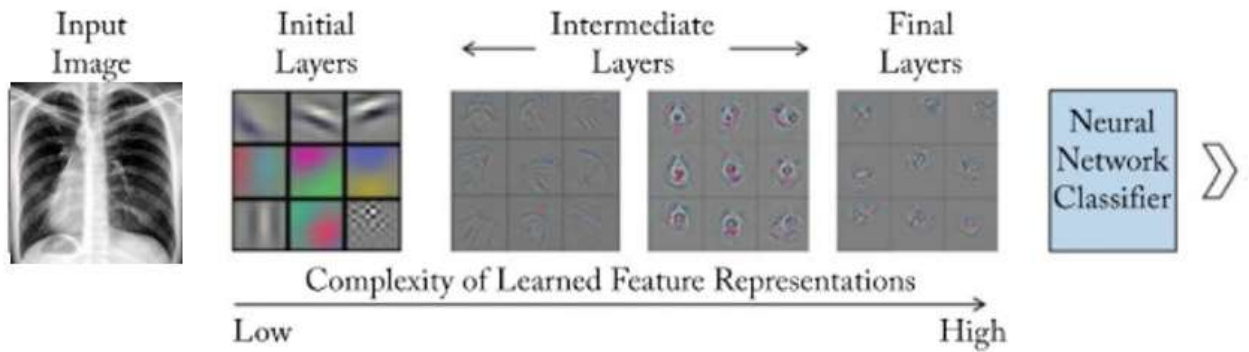 Input
Image
Initial
Layers
Intermediate
Layers
Final
Layers
Neural
Network
Classifier
Complexity of Learned Feature Representations
Low
High